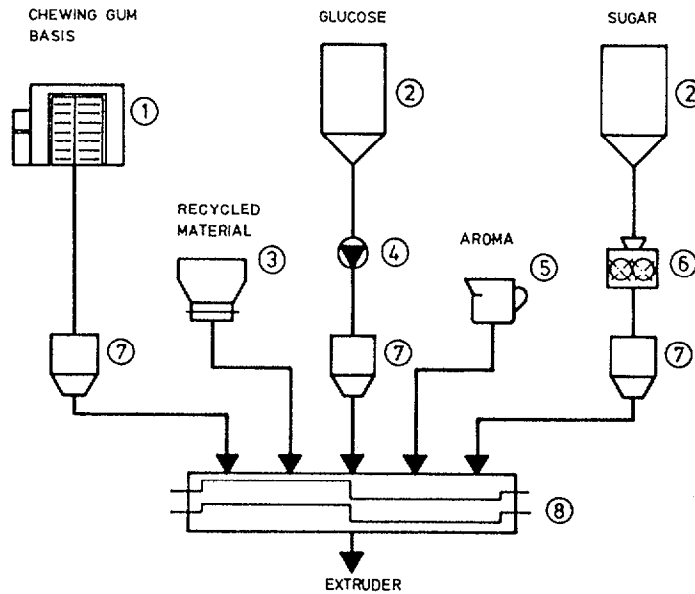 CHEWING GUM
BASIS
GLUCOSE
SUGAR
1
2
2
RECYCLED
MATERIAL
3
4
AROMA
5
6
7
7
7
8
EXTRUDER